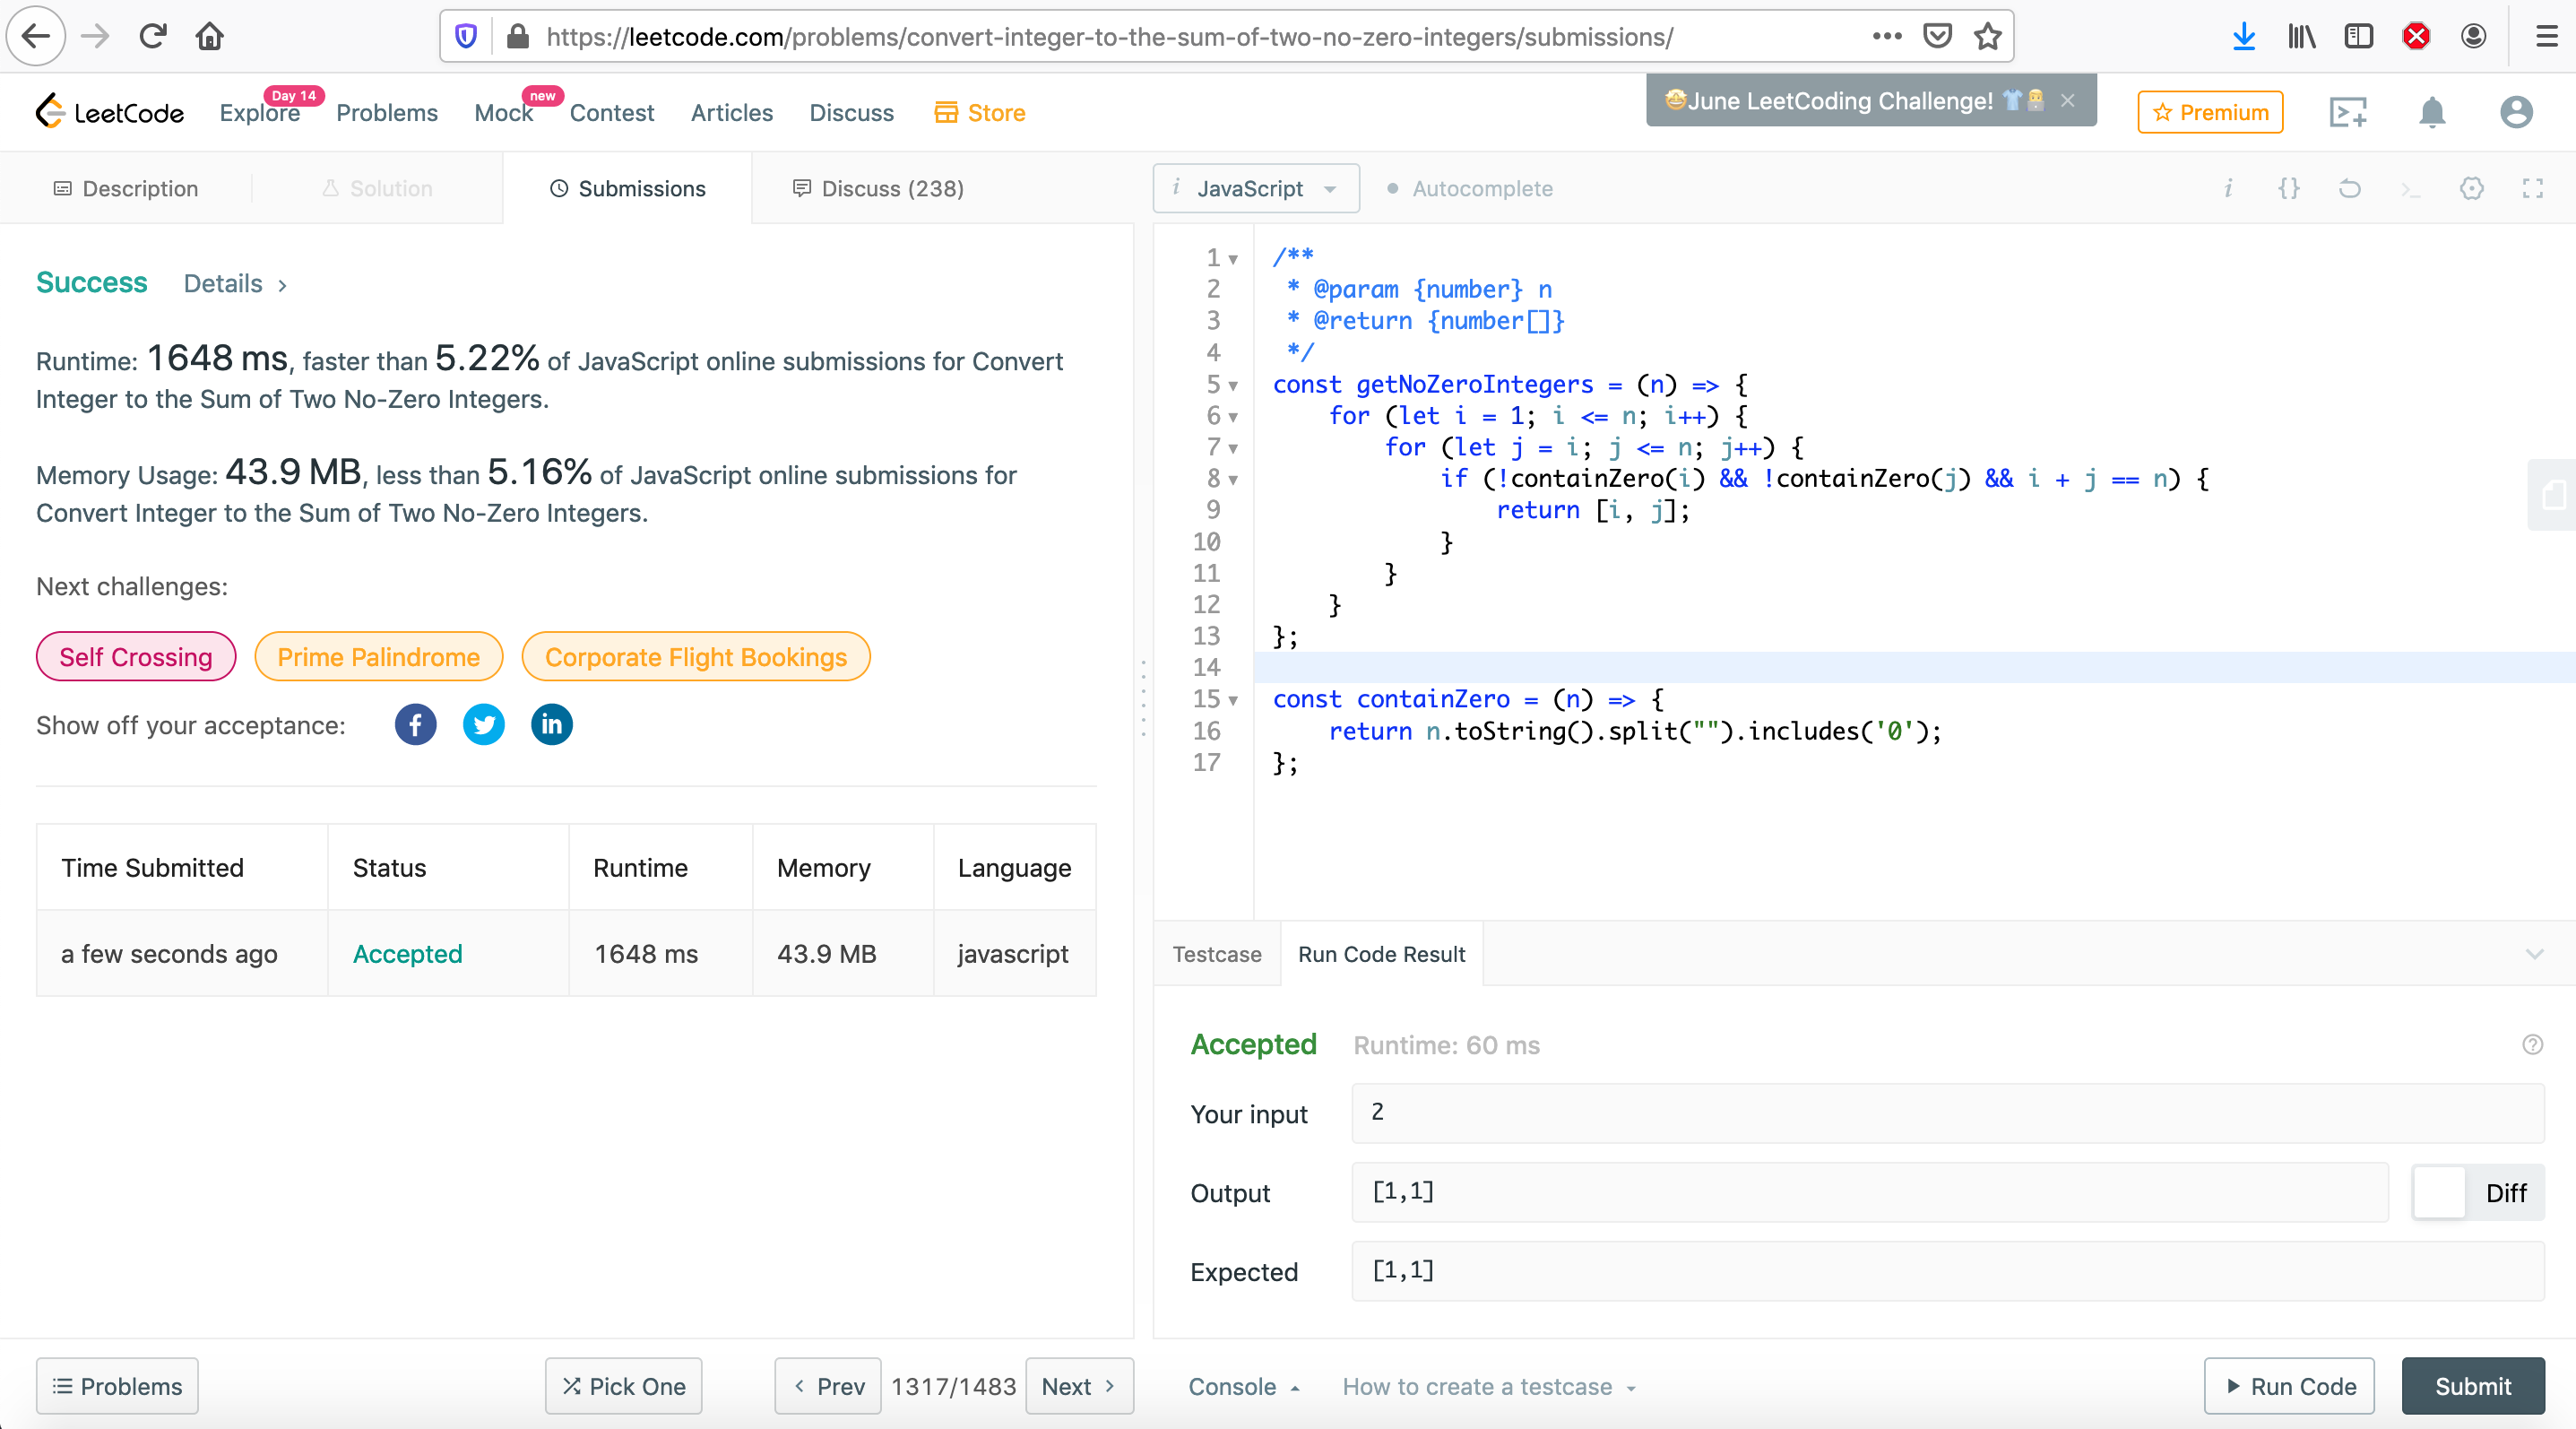 https://leetcode.com/problems/convert-integer-to-the-sum-of-two-no-zero-integers/submissions/
LeetCode
Explore
Day 14
Problems
Mock
new
Contest
Articles
Discuss
Store
🤩June LeetCoding Challenge! 👕
Premium
Description
Solution
Submissions
Discuss (238)
i JavaScript
Autocomplete
Success Details >
Runtime: 1648 ms, faster than 5.22% of JavaScript online submissions for Convert
Integer to the Sum of Two No-Zero Integers.
Memory Usage: 43.9 MB, less than 5.16% of JavaScript online submissions for
Convert Integer to the Sum of Two No-Zero Integers.
Next challenges:
Self Crossing
Prime Palindrome
Corporate Flight Bookings
Show off your acceptance:
Time Submitted Status Runtime Memory Language
a few seconds ago Accepted 1648 ms 43.9 MB javascript
1 /**
2  * @param {number} n
3  * @return {number[]}
4  */
5 const getNoZeroIntegers = (n) => {
6     for (let i = 1; i <= n; i++) {
7         for (let j = i; j <= n; j++) {
8             if (!containZero(i) && !containZero(j) && i + j == n) {
9                 return [i, j];
10             }
11         }
12     }
13 };
14
15 const containZero = (n) => {
16     return n.toString().split("").includes('0');
17 };
Testcase
Run Code Result
Accepted Runtime: 60 ms
Your input 2
Output [1,1]
Diff
Expected [1,1]
Problems
Pick One
< Prev
1317/1483
Next >
Console
How to create a testcase
Run Code
Submit